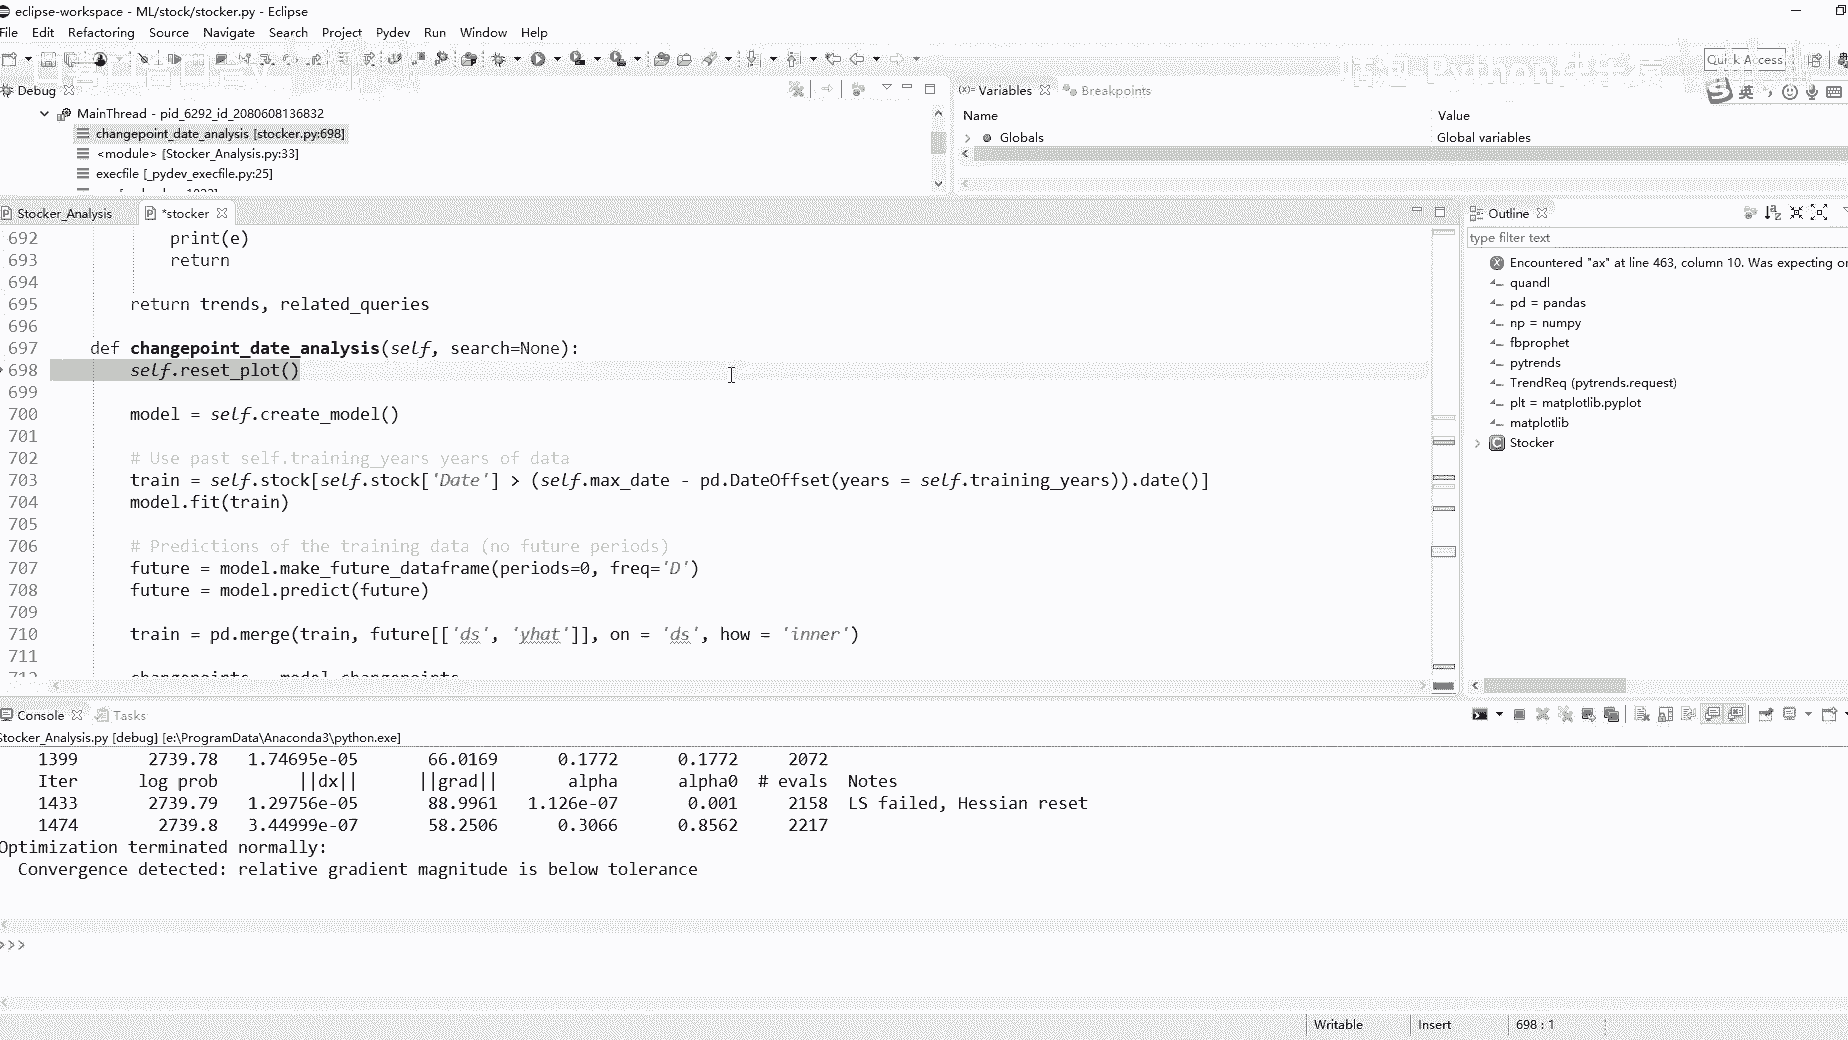 eclipse-workspace - ML/stock/stocker.py - Eclipse
File Edit Refactoring Source Navigate Search Project Pydev Run Window Help
Quick Access
Debug
Variables Breakpoints
英
MainThread - pid_6292_id_2080608136832
changepoint_date_analysis [stocker.py:698]
<module> [Stocker_Analysis.py:33]
execfile [_pydev_execfile.py:25]
Name Value
Globals Global variables
Stocker_Analysis *stocker
692 print(e)
693 return
694
695 return trends, related_queries
696
697 def changepoint_date_analysis(self, search=None):
698 self.reset_plot()
699
700 model = self.create_model()
701
702 # Use past self.training_years years of data
703 train = self.stock[self.stock['Date'] > (self.max_date - pd.DateOffset(years = self.training_years)).date()]
704 model.fit(train)
705
706 # Predictions of the training data (no future periods)
707 future = model.make_future_dataframe(periods=0, freq='D')
708 future = model.predict(future)
709
710 train = pd.merge(train, future[['ds', 'yhat']], on = 'ds', how = 'inner')
711
712 changepoints = model.changepoints
Outline
type filter text
Encountered "ax" at line 463, column 10. Was expecting
quandl
pd = pandas
np = numpy
fbprophet
pytrends
TrendReq (pytrends.request)
plt = matplotlib.pyplot
matplotlib
Stocker
Console Tasks
Stocker_Analysis.py [debug] [e:\ProgramData\Anaconda3\python.exe]
1399 2739.78 1.74695e-05 66.0169 0.1772 0.1772 2072
Iter log prob ||dx|| ||grad|| alpha alpha0 # evals Notes
1433 2739.79 1.29756e-05 88.9961 1.126e-07 0.001 2158 LS failed, Hessian reset
1474 2739.8 3.44999e-07 58.2506 0.3066 0.8562 2217
Optimization terminated normally:
Convergence detected: relative gradient magnitude is below tolerance
>>>
Writable Insert 698 : 1